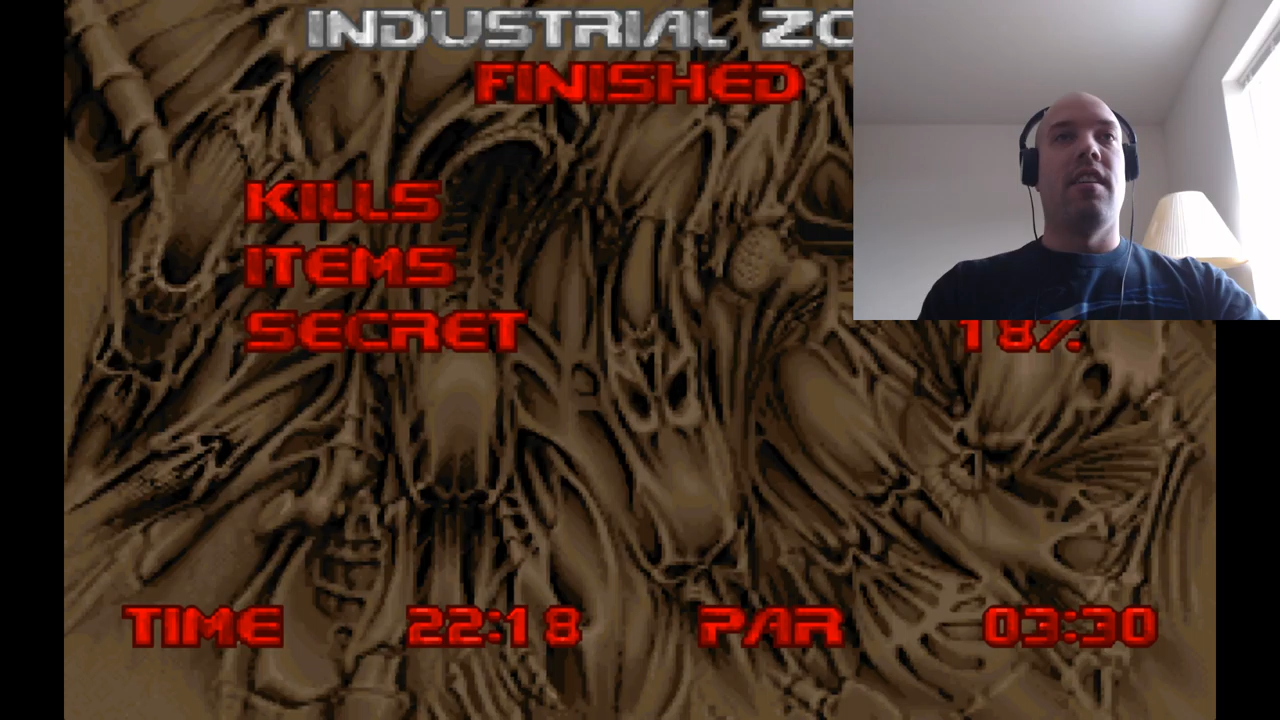 INDUSTRIAL ZO
FINISHED
KILLS
ITEMS
SECRET 18%
TIME 22:18 PAR 03:30